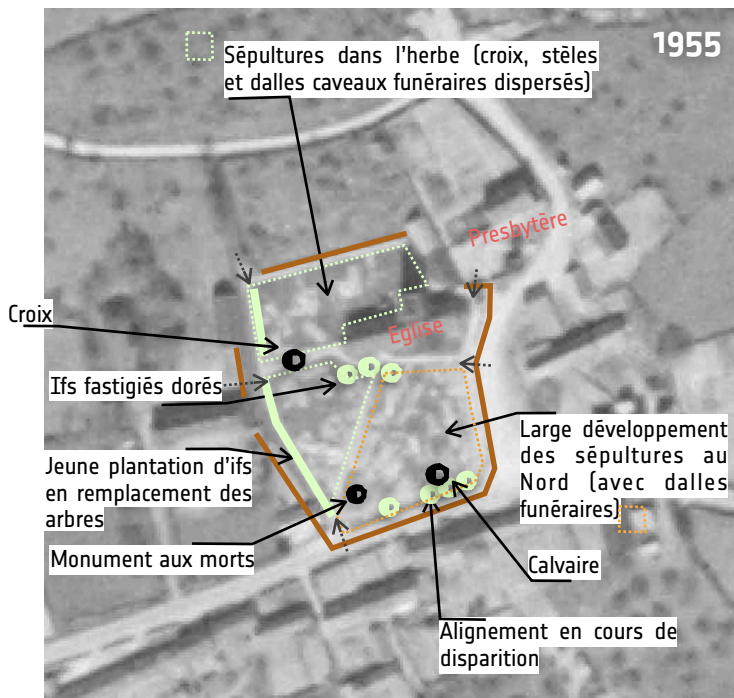 1955
Sépultures dans l'herbe (croix, stèles
et dalles caveaux funéraires dispersés)
Presbytère
Croix
Eglise
Ifs fastigiés dorés
Large développement
des sépultures au
Nord (avec dalles
funéraires)
Jeune plantation d'ifs
en remplacement des
arbres
Monument aux morts
Calvaire
Alignement en cours de
disparition